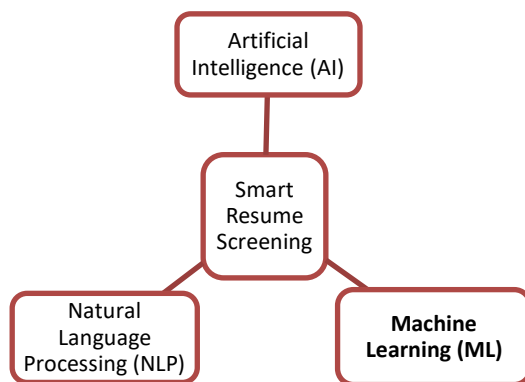 Artificial
Intelligence (AI)
Smart
Resume
Screening
Natural
Language
Processing (NLP)
Machine
Learning (ML)